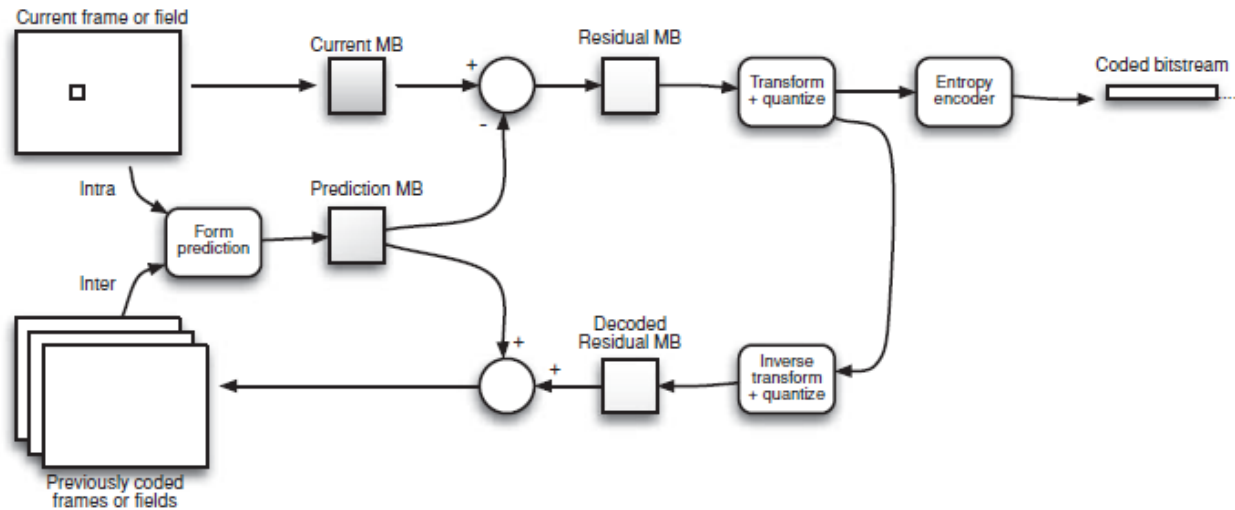 Current frame or field
Current MB
Residual MB
+
-
Transform
+ quantize
Entropy
encoder
Coded bitstream
Intra
Prediction MB
Form
prediction
Inter
Decoded
Residual MB
+
+
Inverse
transform
+ quantize
Previously coded
frames or fields